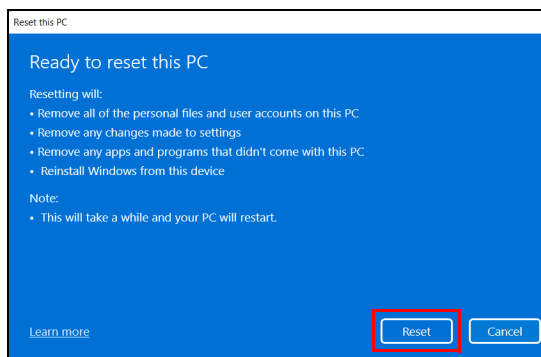 Reset this PC
Ready to reset this PC
Resetting will:
• Remove all of the personal files and user accounts on this PC
• Remove any changes made to settings
• Remove any apps and programs that didn't come with this PC
• Reinstall Windows from this device
Note:
• This will take a while and your PC will restart.
Learn more
Reset
Cancel